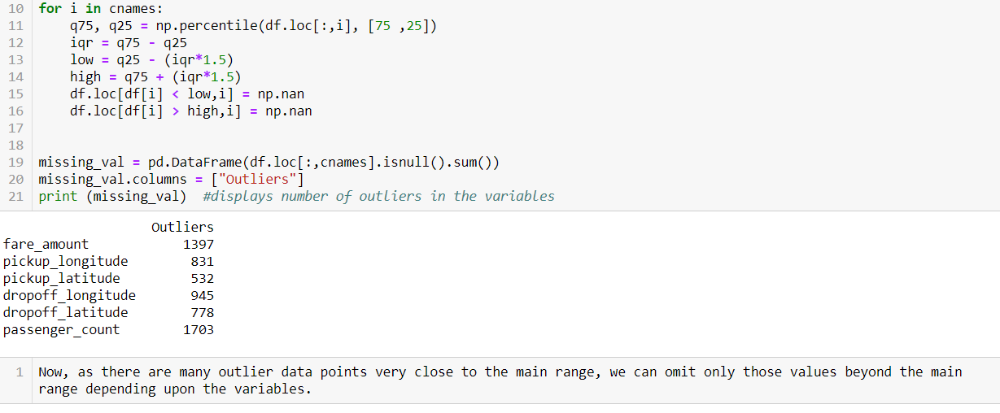 10 for i in cnames:
11     q75, q25 = np.percentile(df.loc[:,i], [75 ,25])
12     iqr = q75 - q25
13     low = q25 - (iqr*1.5)
14     high = q75 + (iqr*1.5)
15     df.loc[df[i] < low,i] = np.nan
16     df.loc[df[i] > high,i] = np.nan
17
18
19 missing_val = pd.DataFrame(df.loc[:,cnames].isnull().sum())
20 missing_val.columns = ["Outliers"]
21 print (missing_val)  #displays number of outliers in the variables
Outliers
fare_amount 1397
pickup_longitude 831
pickup_latitude 532
dropoff_longitude 945
dropoff_latitude 778
passenger_count 1703
1 Now, as there are many outlier data points very close to the main range, we can omit only those values beyond the main
range depending upon the variables.